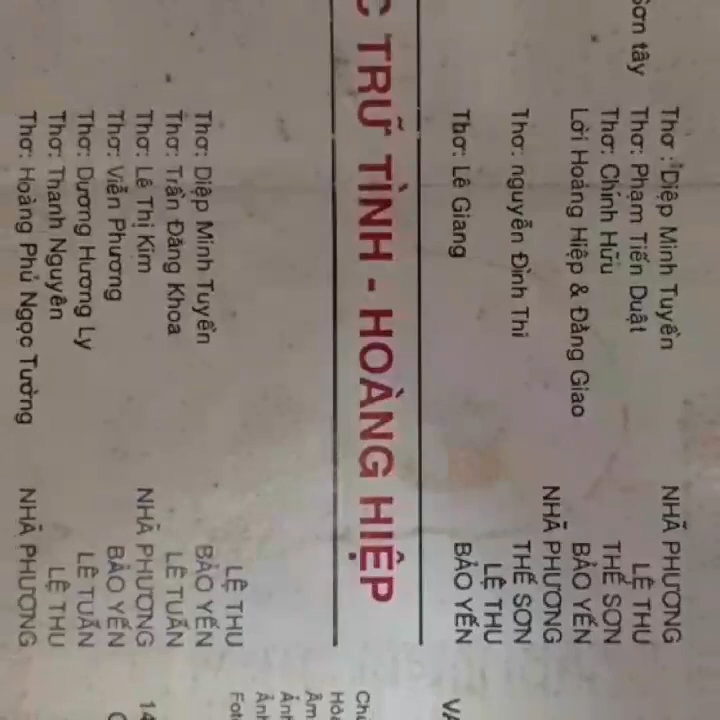 Thơ : Diệp Minh Tuyền NHÃ PHƯƠNG
Sơn tây Thơ: Phạm Tiến Duật LỆ THU
Thơ: Chính Hữu THẾ SƠN
Lời Hoàng Hiệp & Đằng Giao BẢO YẾN
NHÃ PHƯƠNG
Thơ: nguyễn Đình Thi THẾ SƠN
LỆ THU
Thơ: Lê Giang BẢO YẾN
TRỮ TÌNH - HOÀNG HIỆP
LỆ THU
Thơ: Diệp Minh Tuyền BẢO YẾN
Thơ: Trần Đăng Khoa LÊ TUẤN
Thơ: Lê Thị Kim NHÃ PHƯƠNG
Thơ: Viễn Phương BẢO YẾN
Thơ: Dương Hương Ly LÊ TUẤN
Thơ: Thanh Nguyên LỆ THU
Thơ: Hoàng Phủ Ngọc Tường NHÃ PHƯƠNG
Âm
Ảnh
Ảnh
14